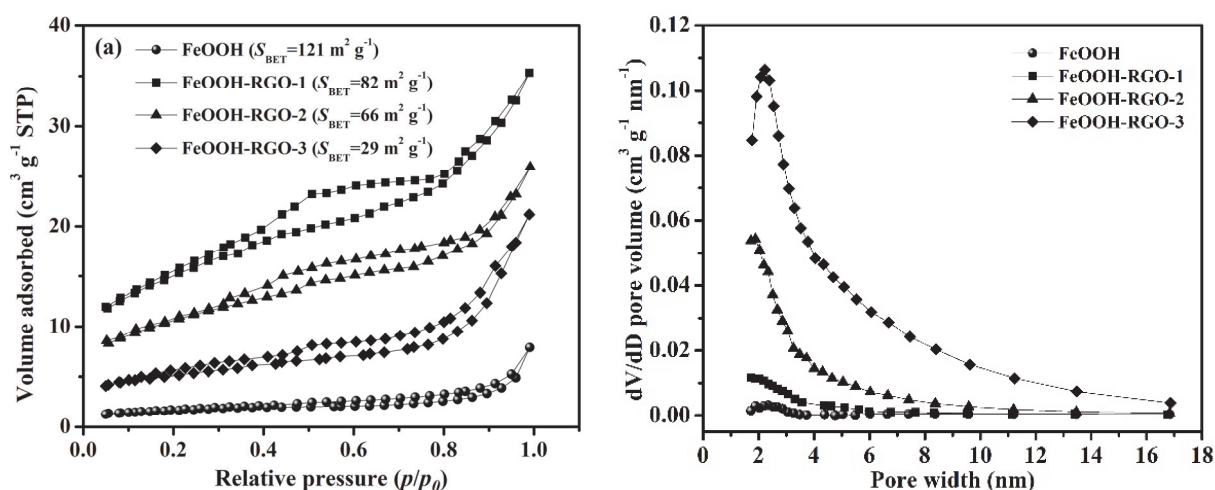 (a)
FeOOH (S_BET=121 m² g⁻¹)
FeOOH-RGO-1 (S_BET=82 m² g⁻¹)
FeOOH-RGO-2 (S_BET=66 m² g⁻¹)
FeOOH-RGO-3 (S_BET=29 m² g⁻¹)
Volume adsorbed (cm³ g⁻¹ STP)
40
30
20
10
0
0.0 0.2 0.4 0.6 0.8 1.0
Relative pressure (p/p₀)
FeOOH
FeOOH-RGO-1
FeOOH-RGO-2
FeOOH-RGO-3
dV/dD pore volume (cm³ g⁻¹ nm⁻¹)
0.12
0.10
0.08
0.06
0.04
0.02
0.00
0 2 4 6 8 10 12 14 16 18
Pore width (nm)